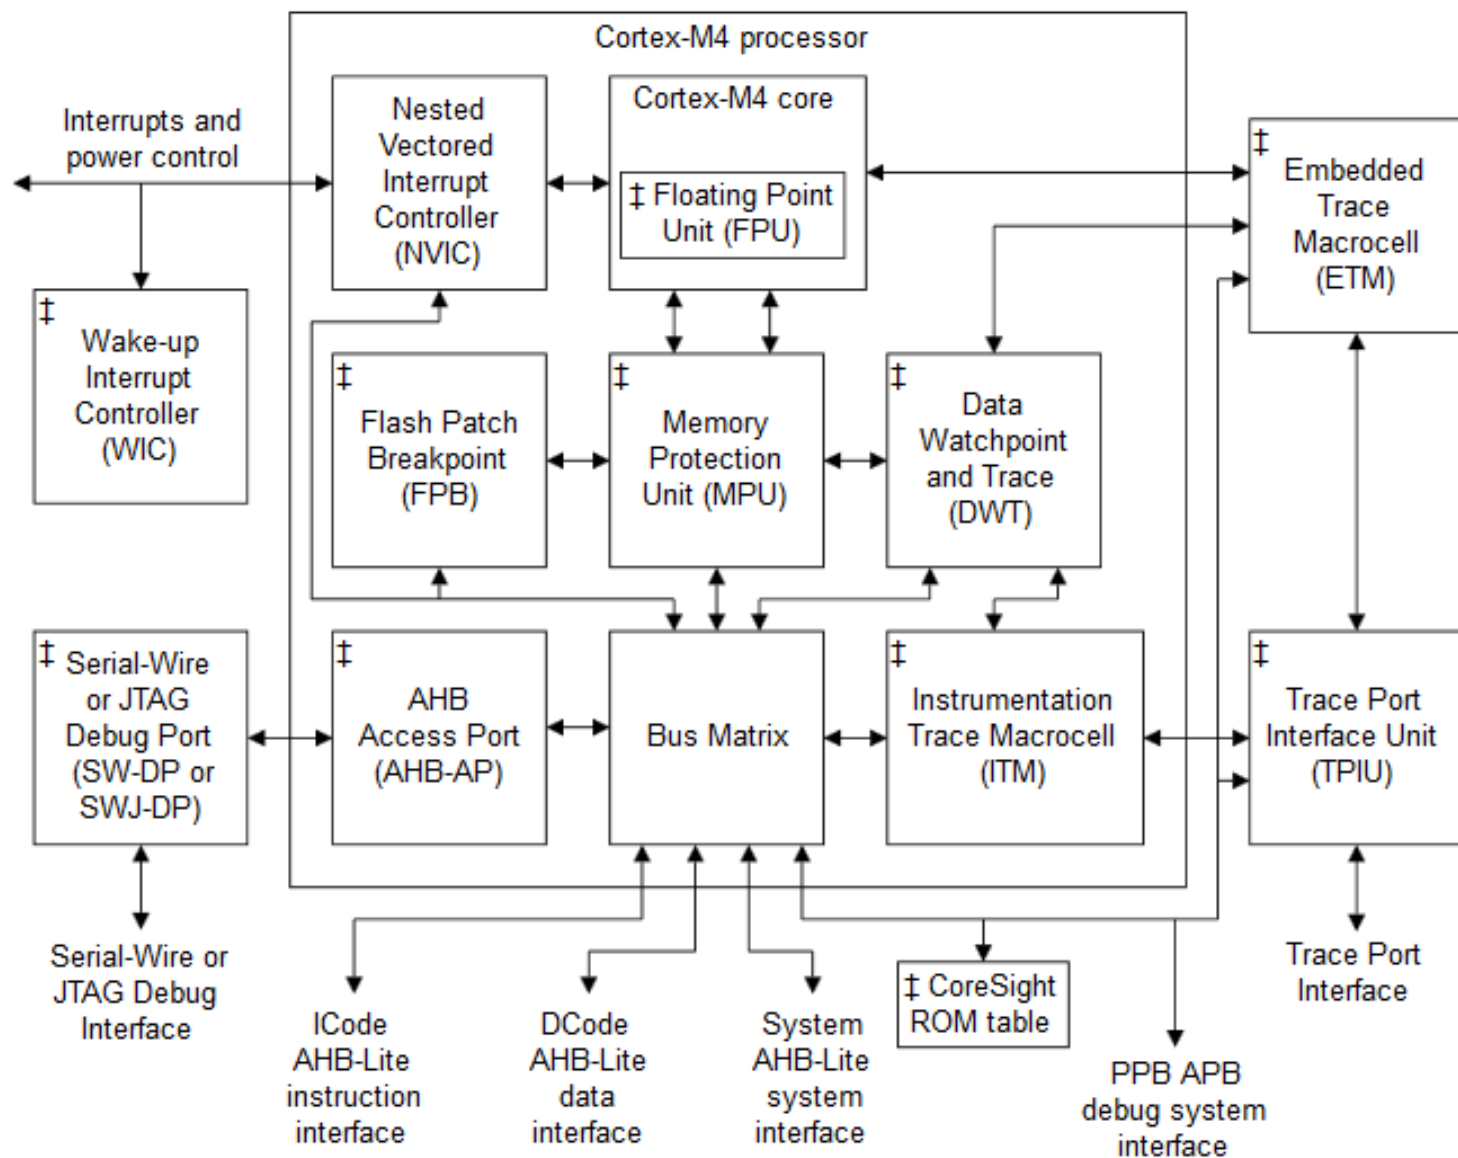 Cortex-M4 processor
Interrupts and
power control
Nested
Vectored
Interrupt
Controller
(NVIC)
Cortex-M4 core
‡ Floating Point
Unit (FPU)
‡
Embedded
Trace
Macrocell
(ETM)
‡
Wake-up
Interrupt
Controller
(WIC)
‡
Flash Patch
Breakpoint
(FPB)
‡
Memory
Protection
Unit (MPU)
‡
Data
Watchpoint
and Trace
(DWT)
‡
Serial-Wire
or JTAG
Debug Port
(SW-DP or
SWJ-DP)
‡
AHB
Access Port
(AHB-AP)
Bus Matrix
‡
Instrumentation
Trace Macrocell
(ITM)
‡
Trace Port
Interface Unit
(TPIU)
Serial-Wire or
JTAG Debug
Interface
ICode
AHB-Lite
instruction
interface
DCode
AHB-Lite
data
interface
System
AHB-Lite
system
interface
‡ CoreSight
ROM table
PPB APB
debug system
interface
Trace Port
Interface